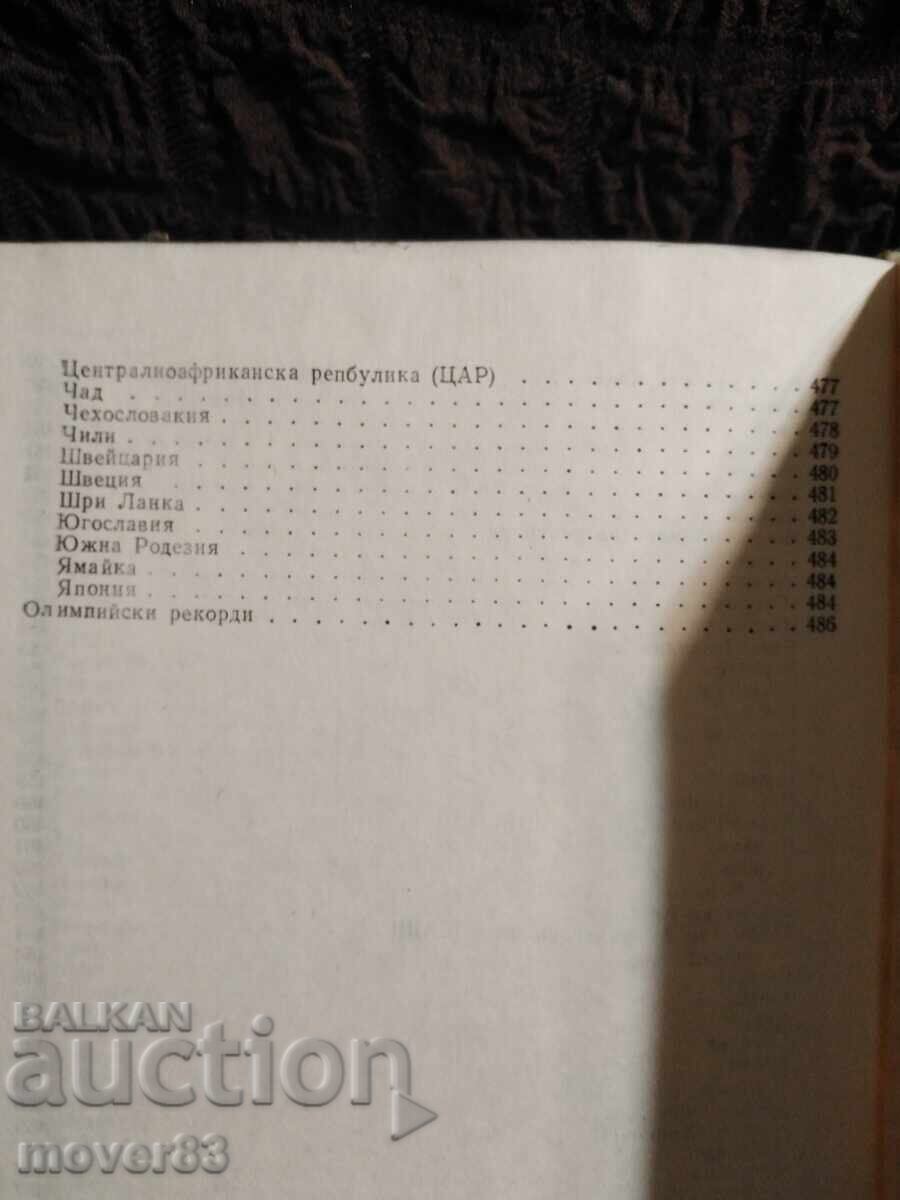 Централноафриканска репбулика (ЦАР) . . . . . . . . . . . . 477
Чад . . . . . . . . . . . . 477
Чехословакия . . . . . . . . . . . . 478
Чили . . . . . . . . . . . . 479
Швейцария . . . . . . . . . . . . 480
Швеция . . . . . . . . . . . . 481
Шри Ланка . . . . . . . . . . . . 482
Югославия . . . . . . . . . . . . 483
Южна Родезия . . . . . . . . . . . . 484
Ямайка . . . . . . . . . . . . 484
Япония . . . . . . . . . . . . 484
Олимпийски рекорди . . . . . . . . . . . . 486
BALKAN
auction
mover83